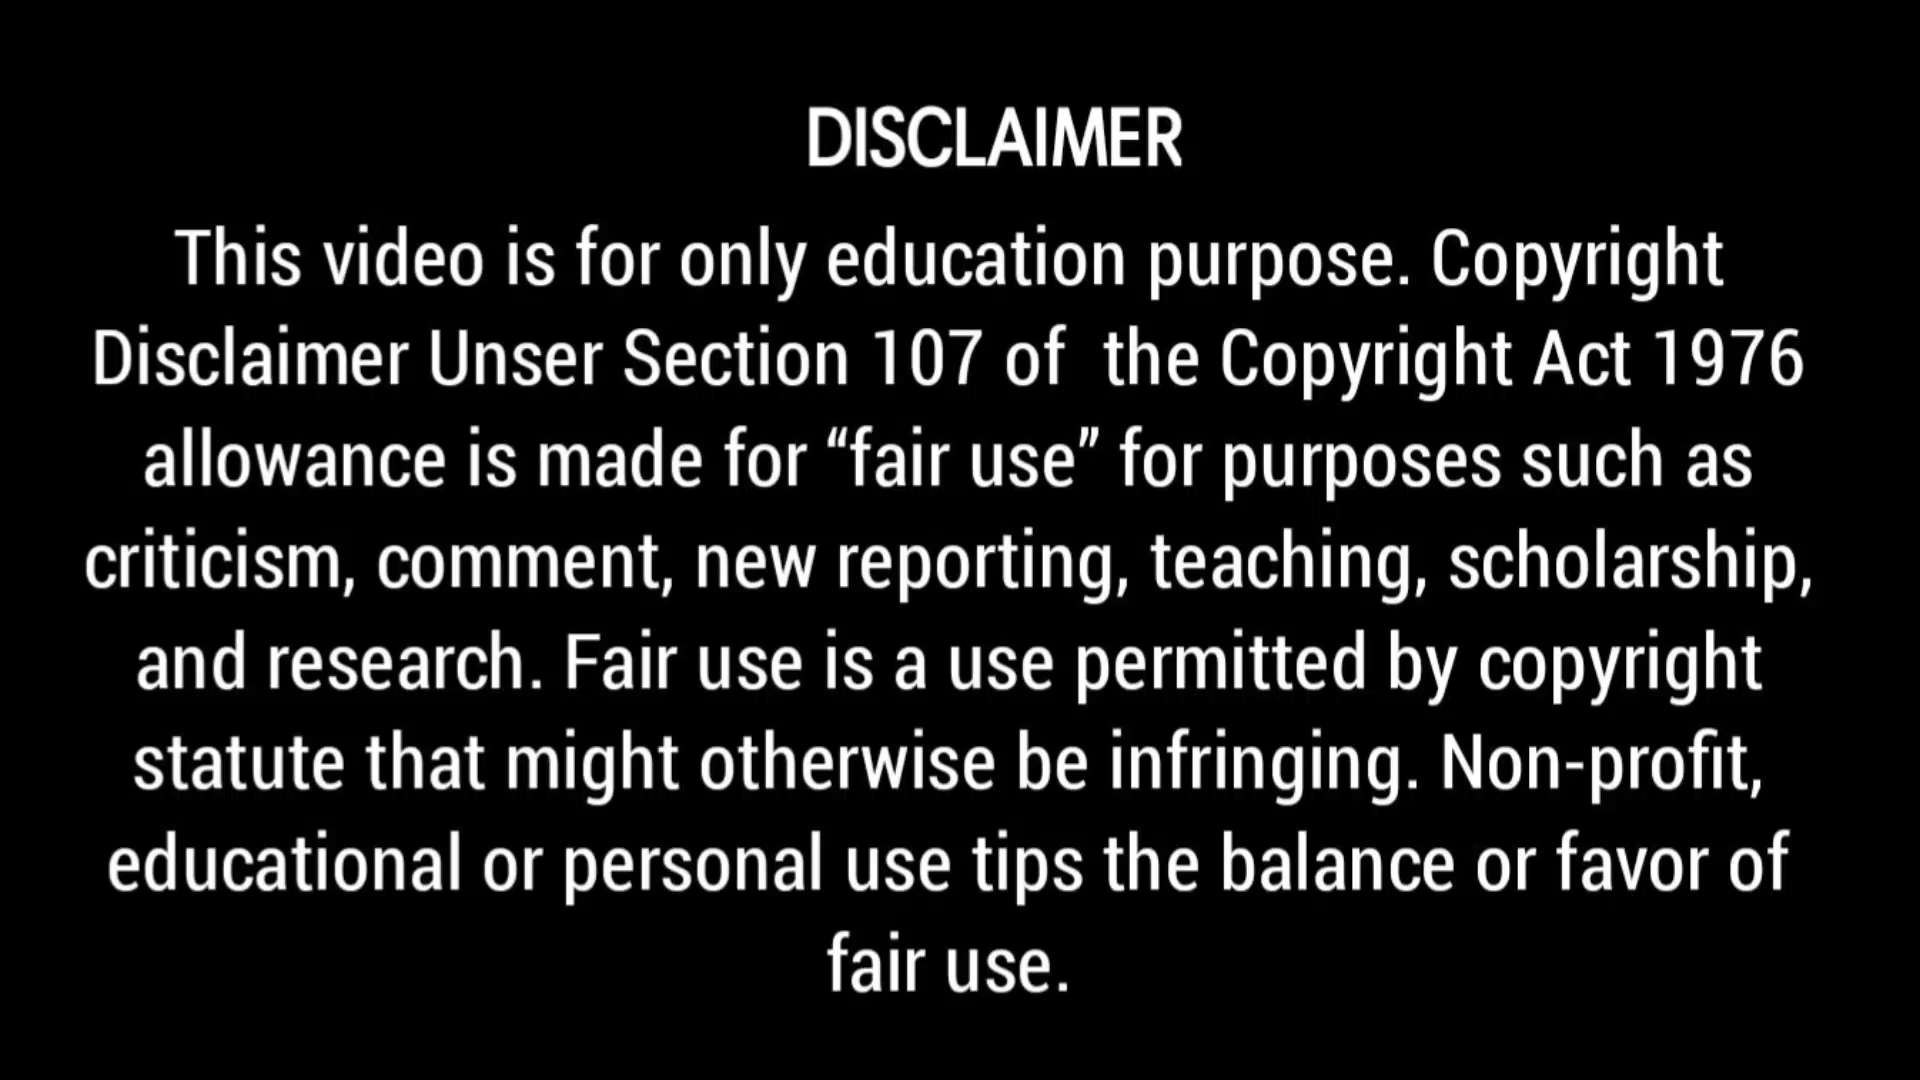 DISCLAIMER
This video is for only education purpose. Copyright
Disclaimer Unser Section 107 of  the Copyright Act 1976
allowance is made for “fair use” for purposes such as
criticism, comment, new reporting, teaching, scholarship,
and research. Fair use is a use permitted by copyright
statute that might otherwise be infringing. Non-profit,
educational or personal use tips the balance or favor of
fair use.